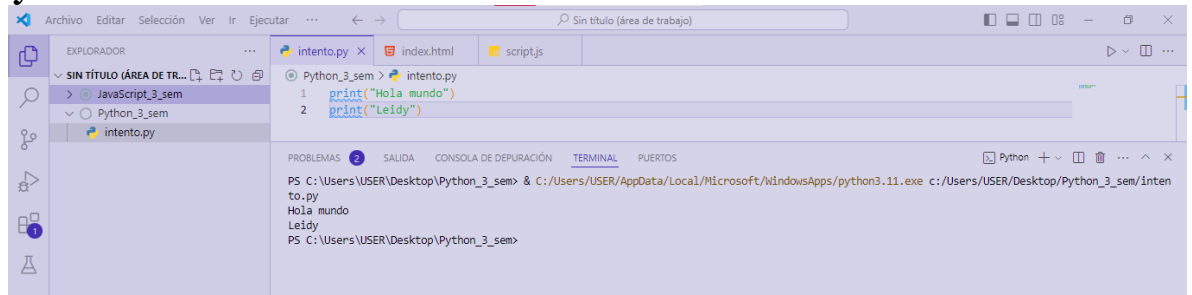 Archivo Editar Selección Ver Ir Ejecutar ··· Sin título (área de trabajo)
EXPLORADOR ···
SIN TÍTULO (ÁREA DE TR...
JavaScript_3_sem
Python_3_sem
intento.py
intento.py × index.html script.js
Python_3_sem > intento.py
1 print("Hola mundo")
2 print("Leidy")
PROBLEMAS 2 SALIDA CONSOLA DE DEPURACIÓN TERMINAL PUERTOS Python
PS C:\Users\USER\Desktop\Python_3_sem> & C:/Users/USER/AppData/Local/Microsoft/WindowsApps/python3.11.exe c:/Users/USER/Desktop/Python_3_sem/inten
to.py
Hola mundo
Leidy
PS C:\Users\USER\Desktop\Python_3_sem>
1